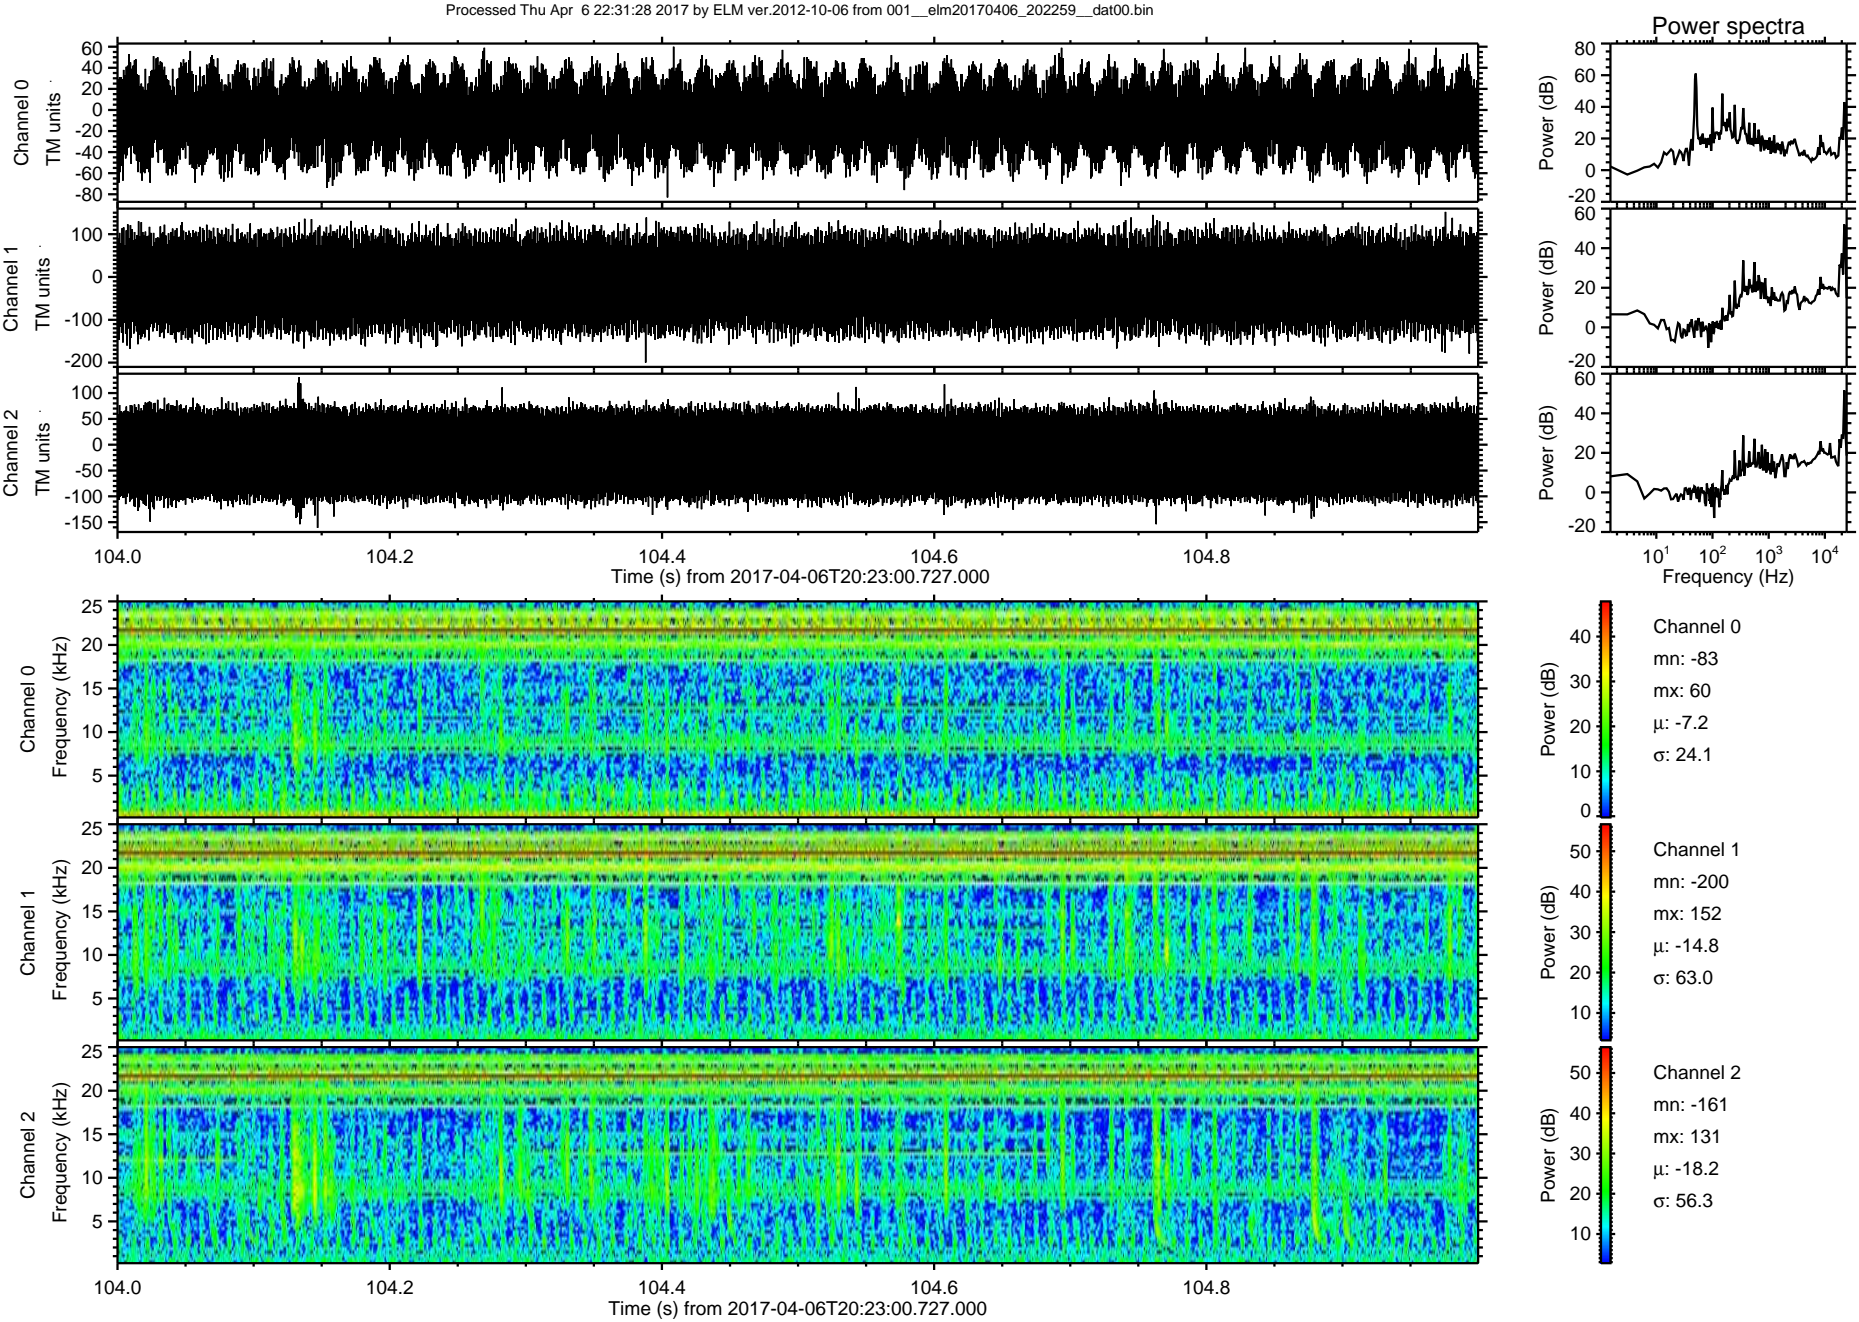 Processed Thu Apr  6 22:31:28 2017 by ELM ver.2012-10-06 from 001__elm20170406_202259__dat00.bin
Power spectra
Channel 0
TM units
60
40
20
0
-20
-40
-60
-80
Power (dB)
80
60
40
20
0
-20
Channel 1
TM units
100
0
-100
-200
Power (dB)
60
40
20
0
-20
Channel 2
TM units
100
50
0
-50
-100
-150
Power (dB)
60
40
20
0
-20
104.0 104.2 104.4 104.6 104.8
Time (s) from 2017-04-06T20:23:00.727.000
10¹ 10² 10³ 10⁴
Frequency (Hz)
Channel 0
Frequency (kHz)
25
20
15
10
5
Power (dB)
40
30
20
10
0
Channel 0
mn: -83
mx: 60
μ: -7.2
σ: 24.1
Channel 1
Frequency (kHz)
25
20
15
10
5
Power (dB)
50
40
30
20
10
Channel 1
mn: -200
mx: 152
μ: -14.8
σ: 63.0
Channel 2
Frequency (kHz)
25
20
15
10
5
Power (dB)
50
40
30
20
10
Channel 2
mn: -161
mx: 131
μ: -18.2
σ: 56.3
104.0 104.2 104.4 104.6 104.8
Time (s) from 2017-04-06T20:23:00.727.000